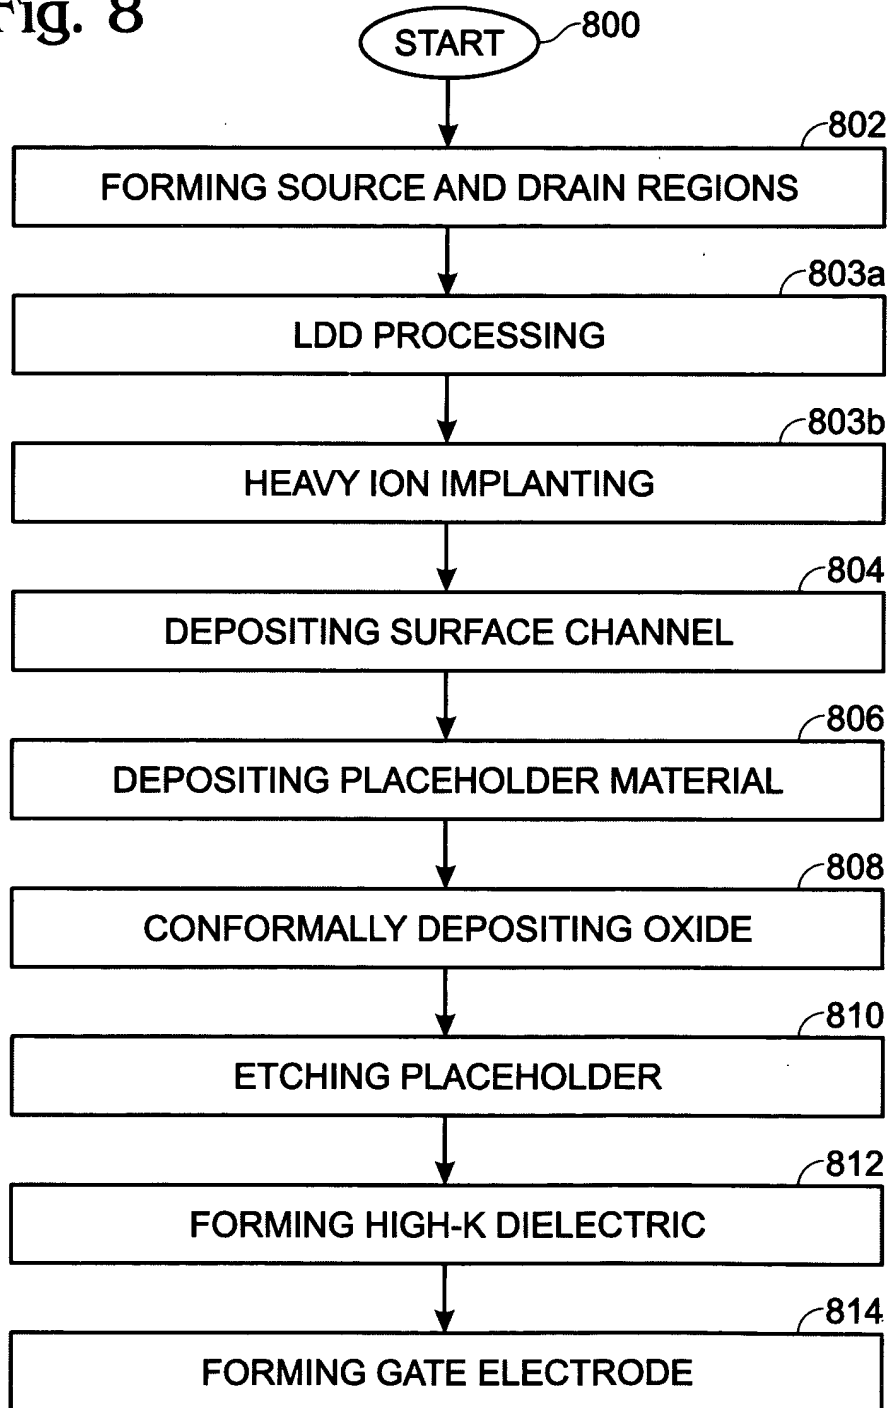 Fig. 8
START
800
802
FORMING SOURCE AND DRAIN REGIONS
803a
LDD PROCESSING
803b
HEAVY ION IMPLANTING
804
DEPOSITING SURFACE CHANNEL
806
DEPOSITING PLACEHOLDER MATERIAL
808
CONFORMALLY DEPOSITING OXIDE
810
ETCHING PLACEHOLDER
812
FORMING HIGH-K DIELECTRIC
814
FORMING GATE ELECTRODE